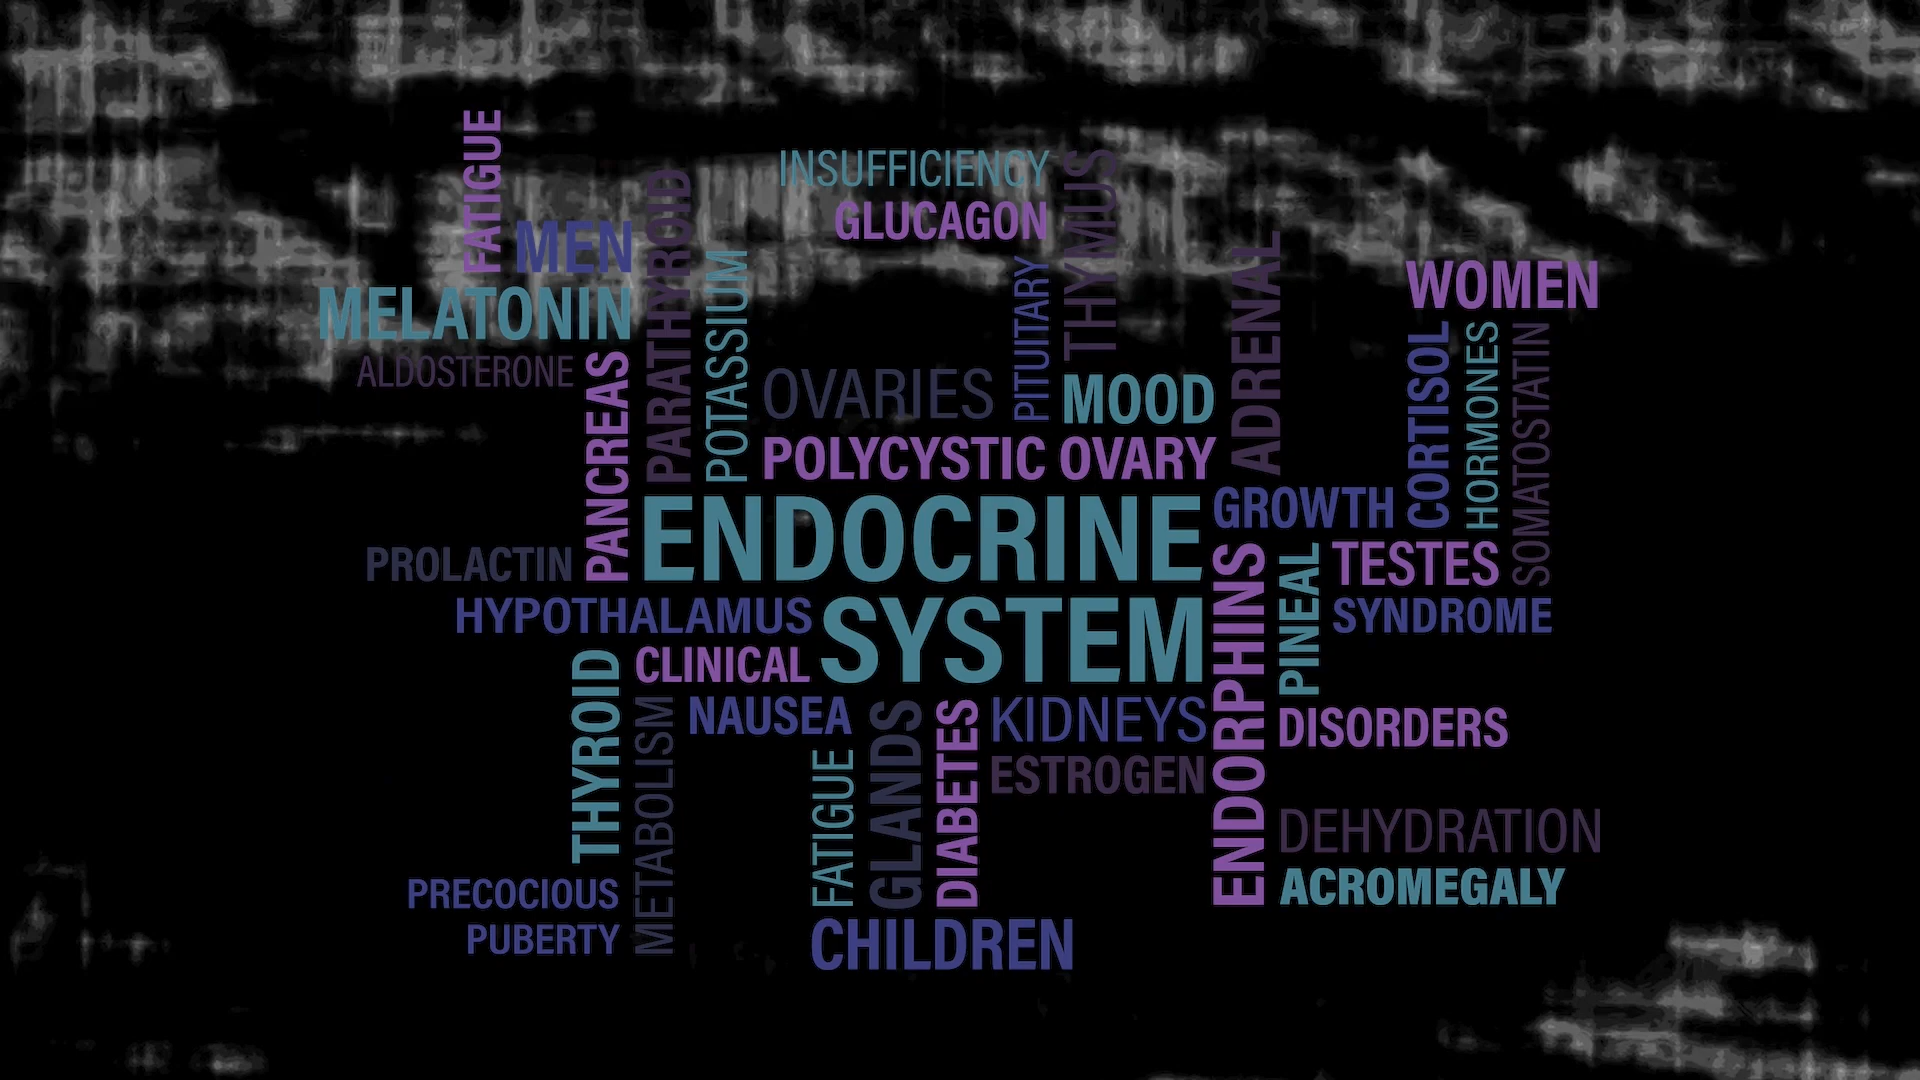 FATIGUE
INSUFFICIENCY
THYMUS
PARATHYROID
GLUCAGON
MEN
ADRENAL
POTASSIUM
PITUITARY
WOMEN
MELATONIN
CORTISOL
HORMONES
SOMATOSTATIN
ALDOSTERONE
PANCREAS
OVARIES
MOOD
POLYCYSTIC OVARY
GROWTH
ENDOCRINE
ENDORPHINS
PINEAL
TESTES
PROLACTIN
HYPOTHALAMUS
SYSTEM
SYNDROME
THYROID
CLINICAL
METABOLISM
NAUSEA
GLANDS
DIABETES
KIDNEYS
DISORDERS
FATIGUE
ESTROGEN
DEHYDRATION
ACROMEGALY
PRECOCIOUS
PUBERTY
CHILDREN